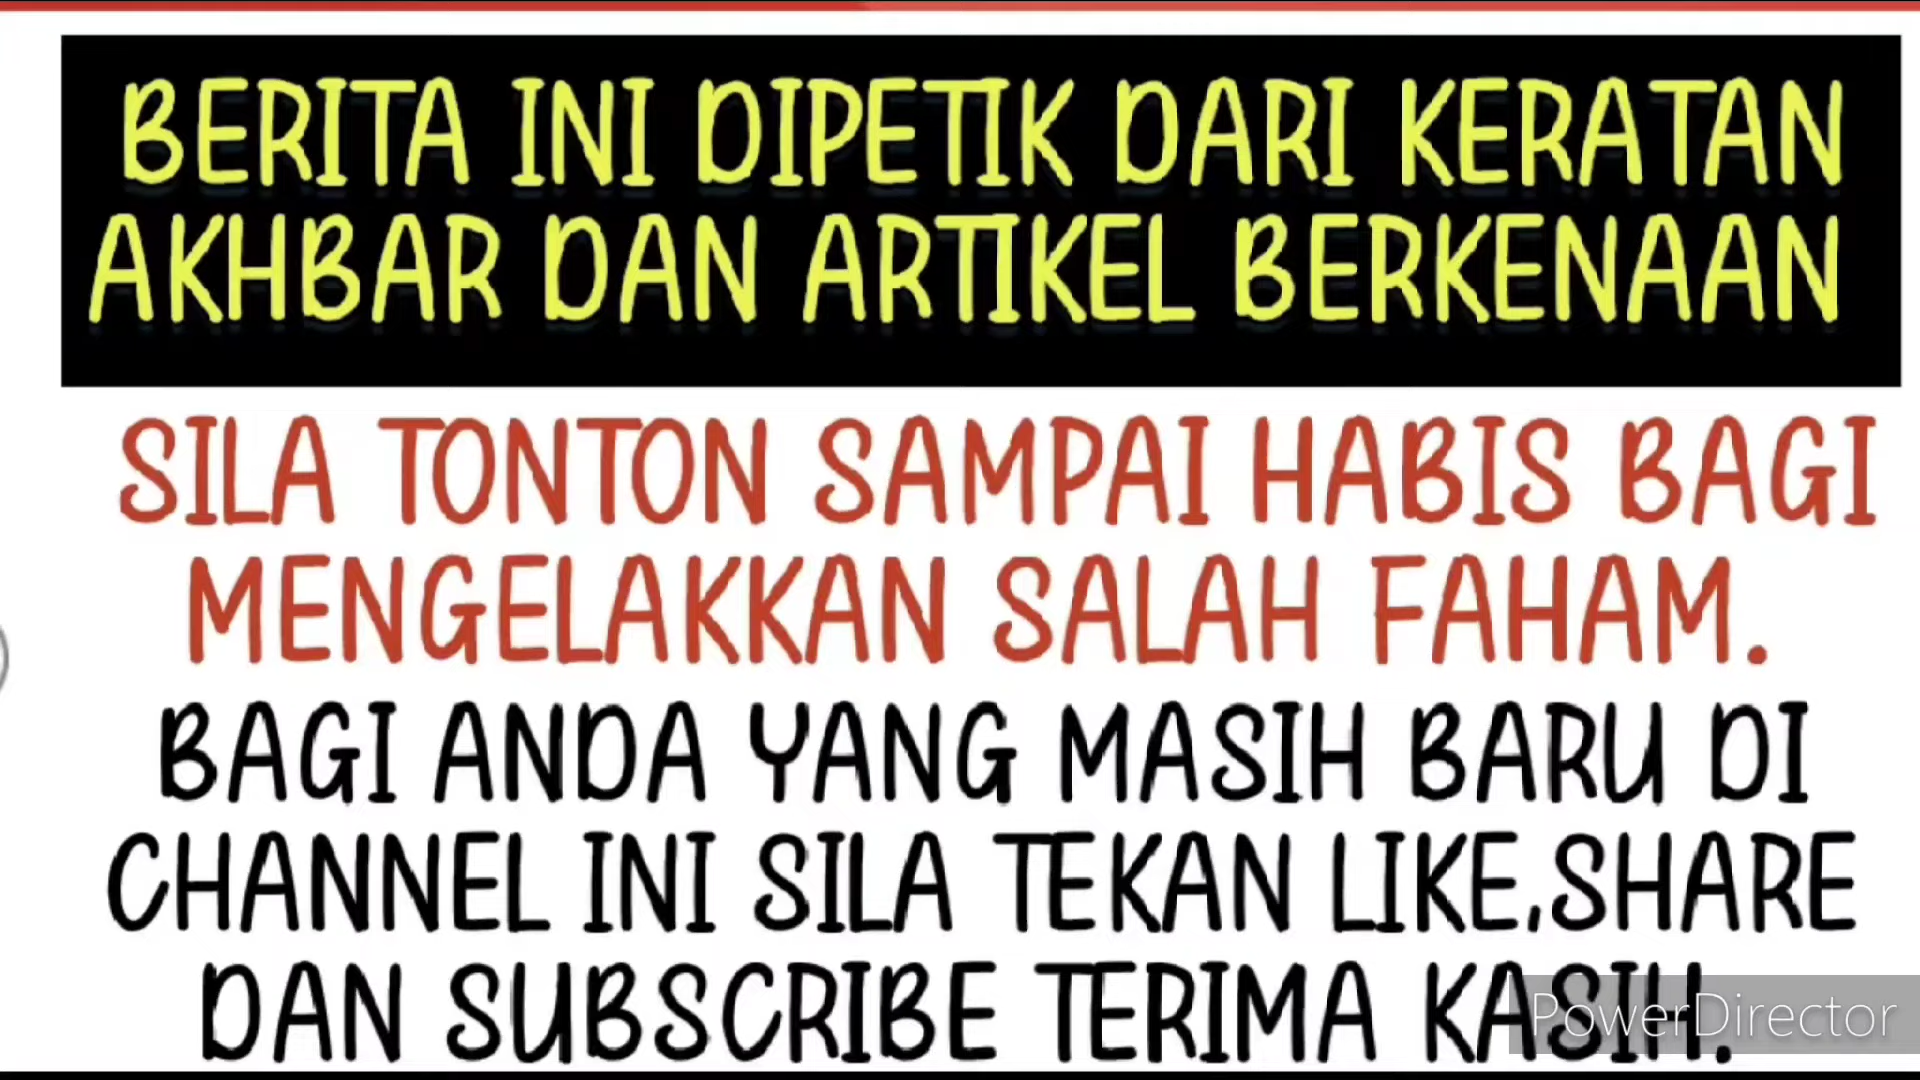 BERITA INI DIPETIK DARI KERATAN
AKHBAR DAN ARTIKEL BERKENAAN
SILA TONTON SAMPAI HABIS BAGI
MENGELAKKAN SALAH FAHAM.
BAGI ANDA YANG MASIH BARU DI
CHANNEL INI SILA TEKAN LIKE,SHARE
DAN SUBSCRIBE TERIMA KASIH.
PowerDirector